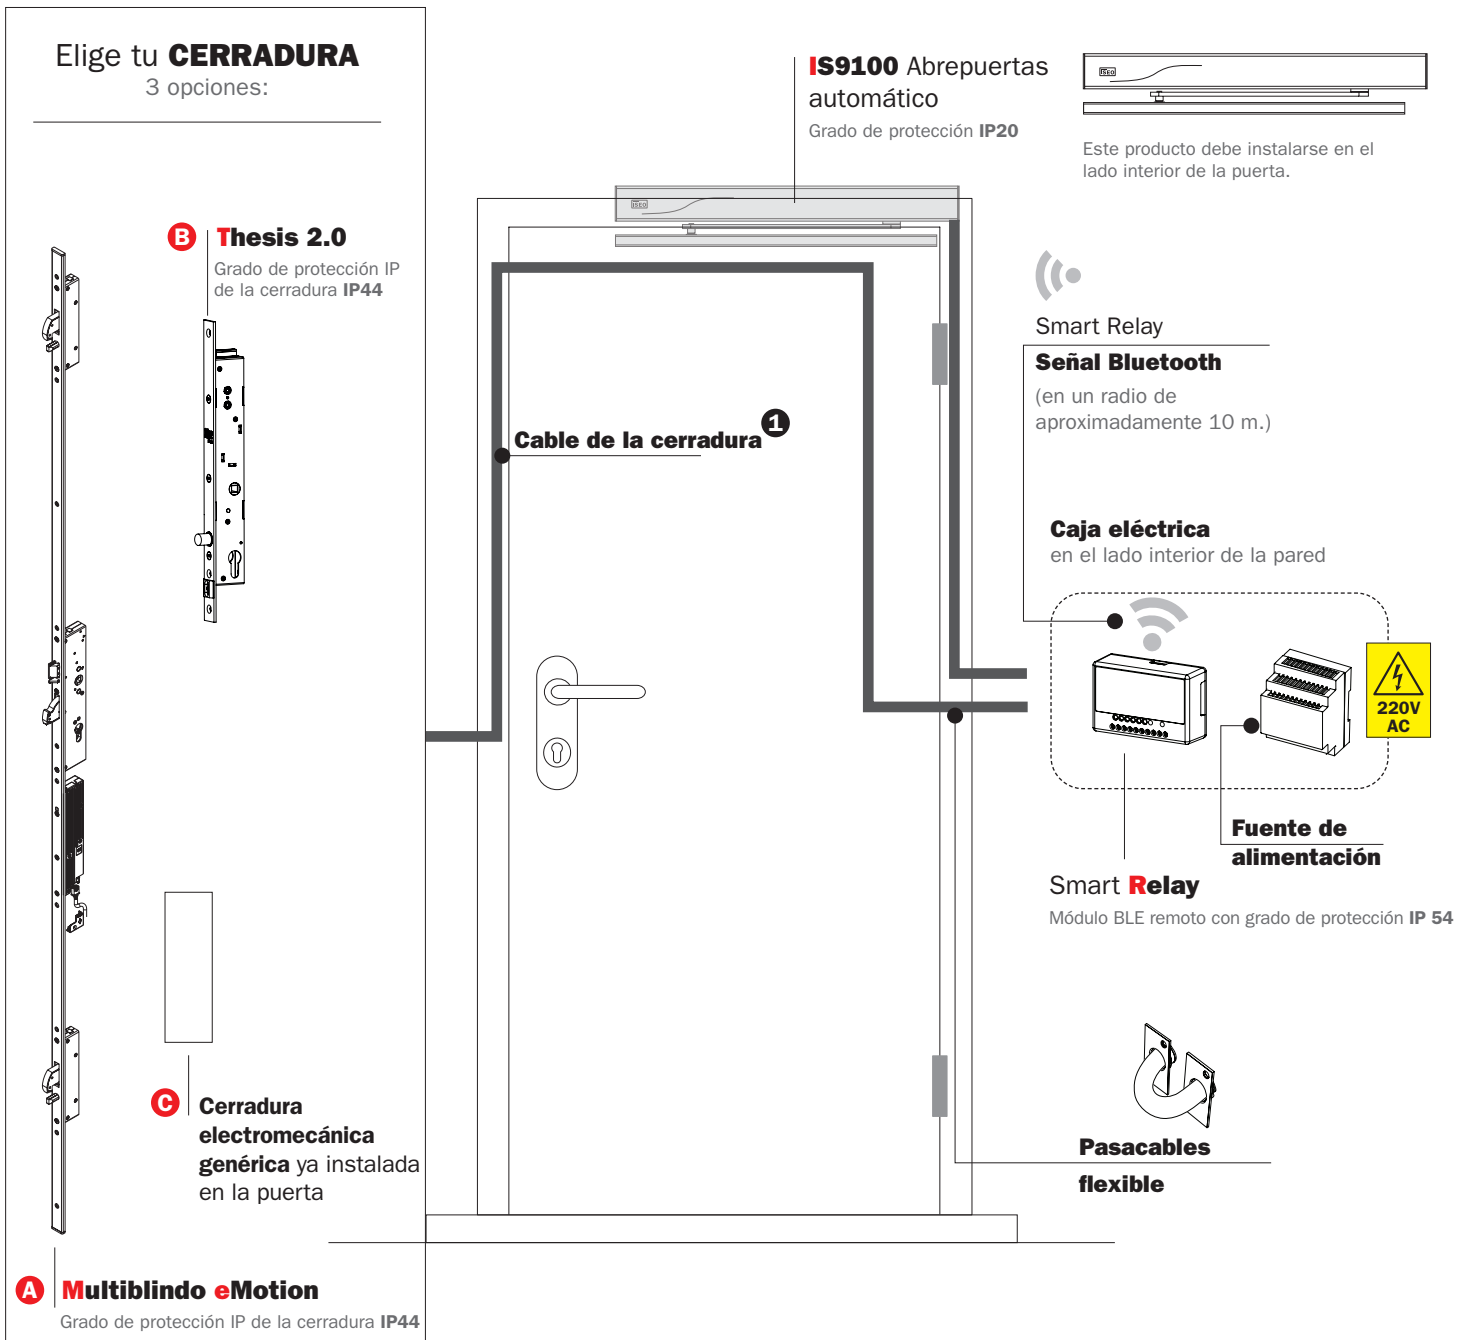 Elige tu CERRADURA
3 opciones:
B Thesis 2.0
Grado de protección IP
de la cerradura IP44
C Cerradura
electromecánica
genérica ya instalada
en la puerta
A Multiblindo eMotion
Grado de protección IP de la cerradura IP44
IS9100 Abrepuertas
automático
Grado de protección IP20
ISEO
Este producto debe instalarse en el
lado interior de la puerta.
ISEO
Cable de la cerradura 1
Smart Relay
Señal Bluetooth
(en un radio de
aproximadamente 10 m.)
Caja eléctrica
en el lado interior de la pared
220V
AC
Fuente de
alimentación
Smart Relay
Módulo BLE remoto con grado de protección IP 54
Pasacables
flexible